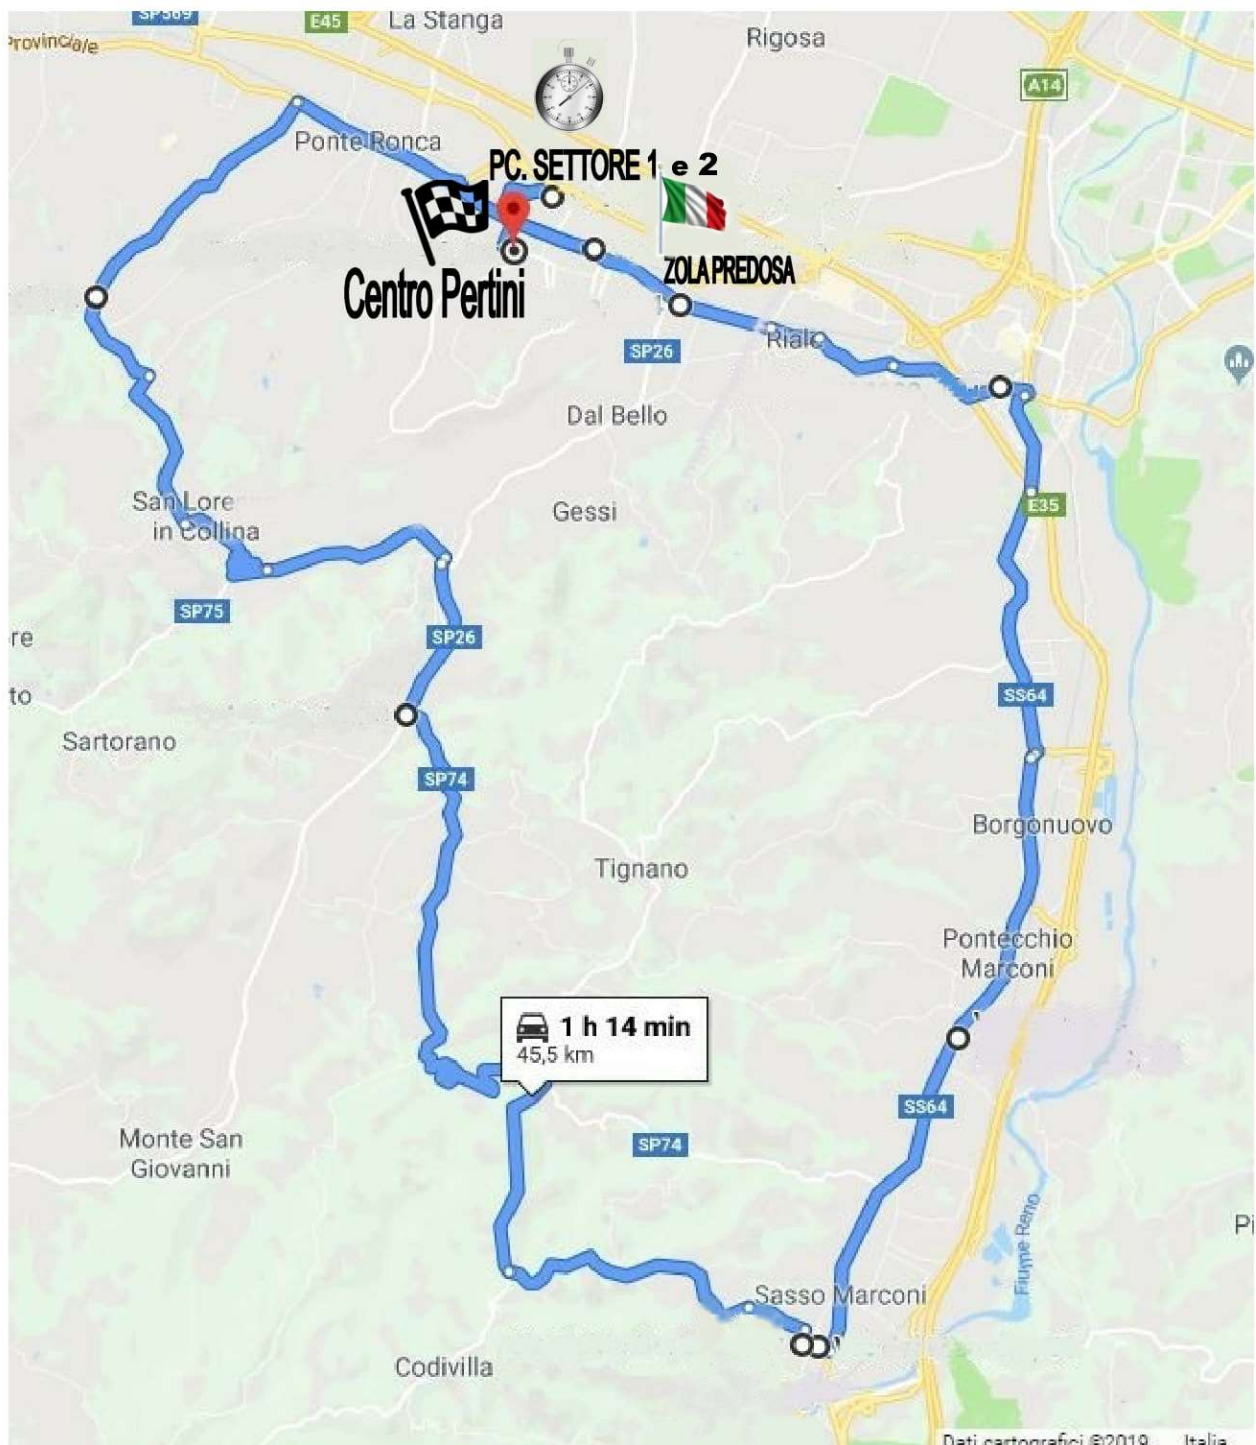 SP569
E45
La Stanga
Rigosa
Provinciale
A14
Ponte Ronca
PC. SETTORE 1 e 2
Centro Pertini
ZOLA PREDOSA
SP26
Riale
Dal Bello
San Lore
in Collina
Gessi
E35
SP75
re
SP26
to
SS64
Sartorano
SP74
Borgonuovo
Tignano
Pontecchio
Marconi
1 h 14 min
45,5 km
SS64
Monte San
Giovanni
SP74
Fiume Reno
Pi
Sasso Marconi
Codivilla
Dati cartografici ©2019 Italia